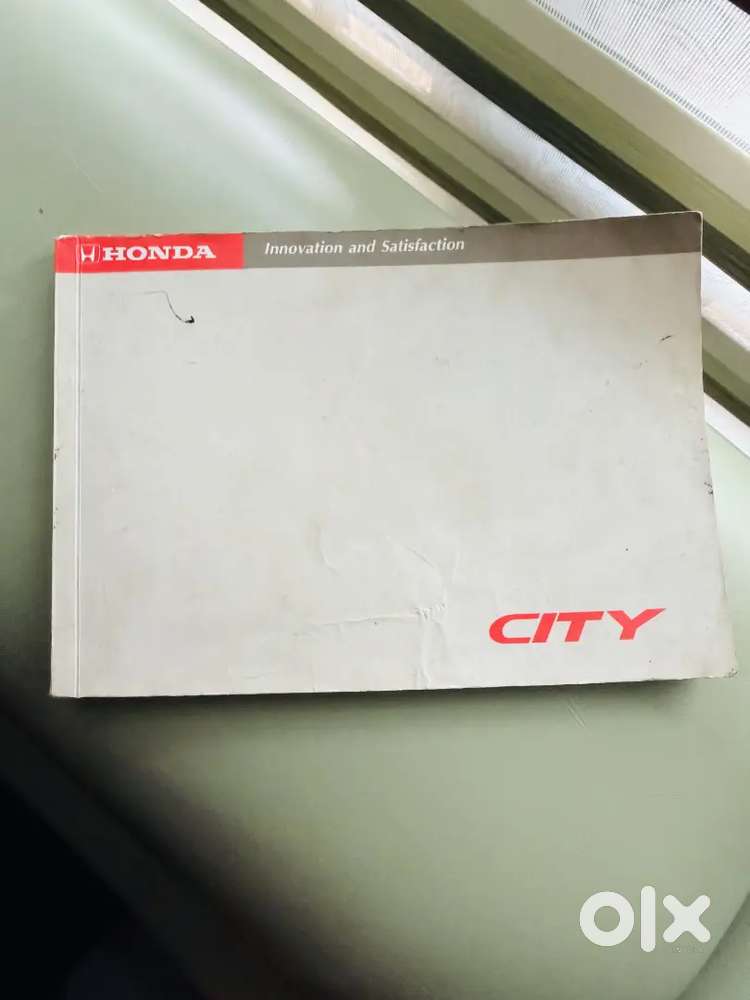 HONDA
Innovation and Satisfaction
CITY
olx